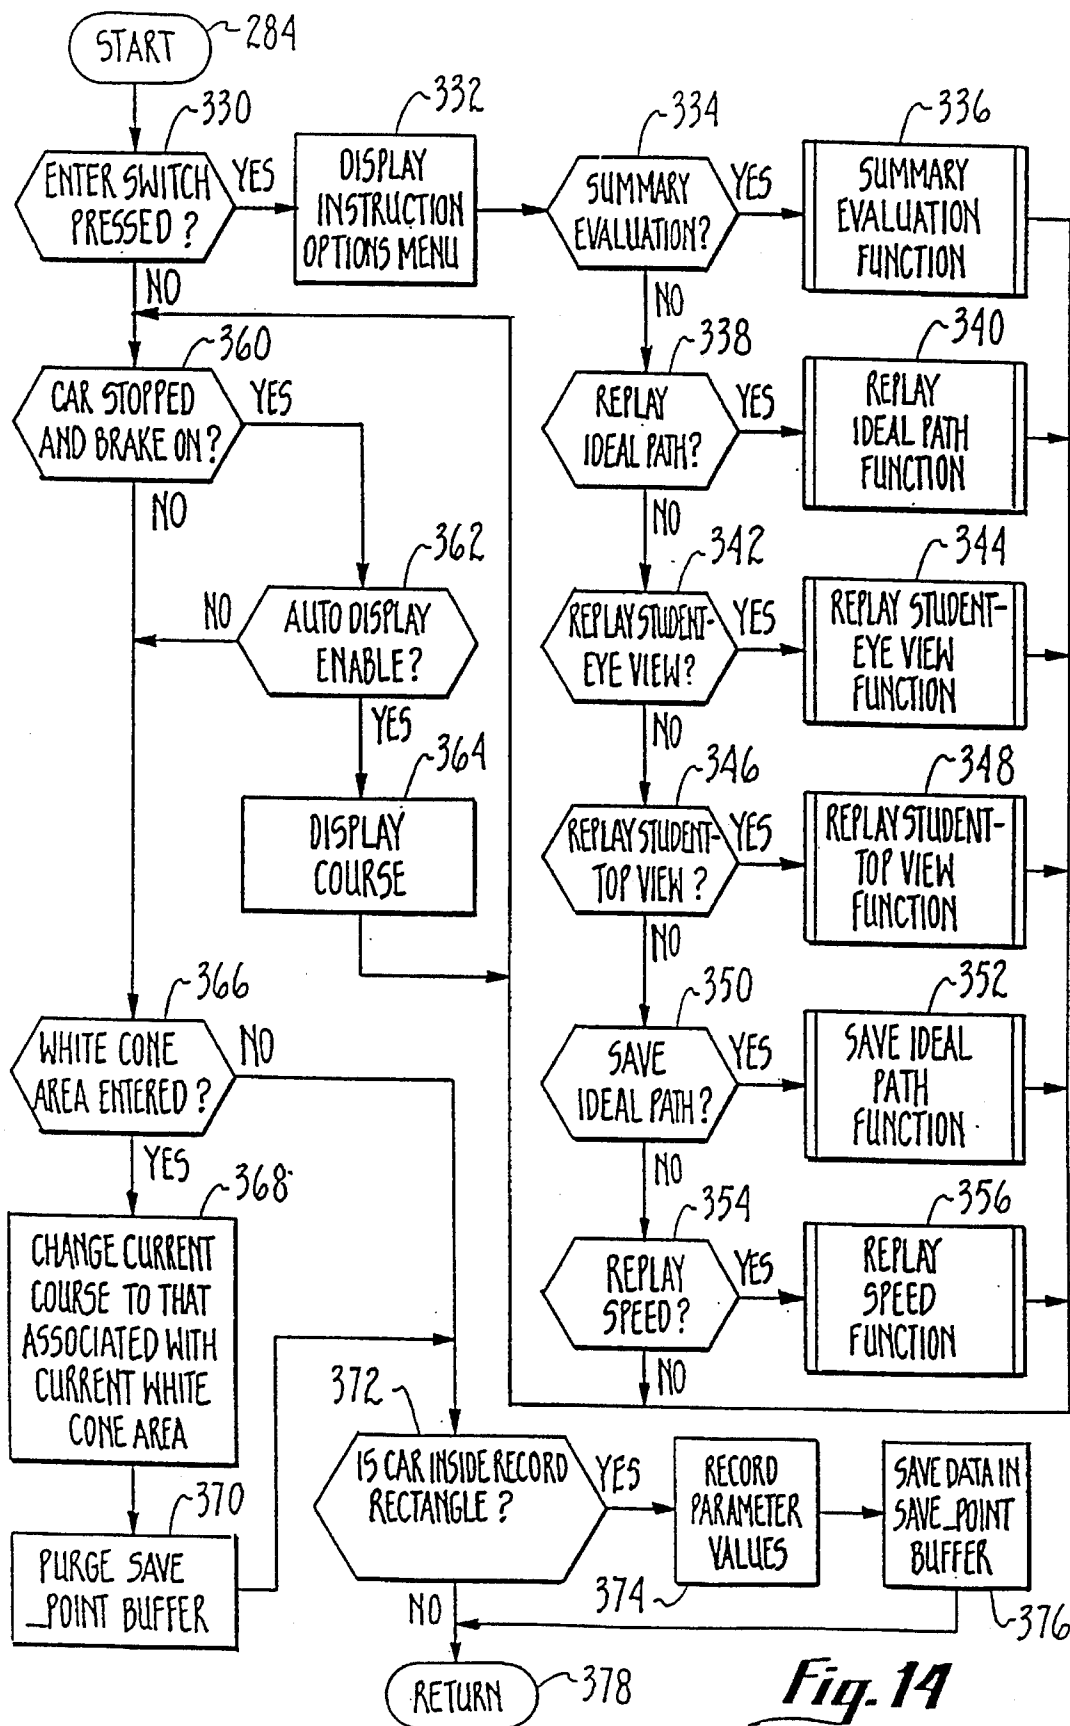 START
284
330
ENTER SWITCH
PRESSED ?
YES
NO
332
DISPLAY
INSTRUCTION
OPTIONS MENU
334
SUMMARY
EVALUATION?
YES
NO
336
SUMMARY
EVALUATION
FUNCTION
338
REPLAY
IDEAL PATH?
YES
NO
340
REPLAY
IDEAL PATH
FUNCTION
342
REPLAY STUDENT-
EYE VIEW?
YES
NO
344
REPLAY STUDENT-
EYE VIEW
FUNCTION
346
REPLAY STUDENT-
TOP VIEW ?
YES
NO
348
REPLAY STUDENT-
TOP VIEW
FUNCTION
350
SAVE
IDEAL PATH?
YES
NO
352
SAVE IDEAL
PATH
FUNCTION
354
REPLAY
SPEED ?
YES
NO
356
REPLAY
SPEED
FUNCTION
360
CAR STOPPED
AND BRAKE ON?
YES
NO
362
AUTO DISPLAY
ENABLE?
NO
YES
364
DISPLAY
COURSE
366
WHITE CONE
AREA ENTERED ?
NO
YES
368
CHANGE CURRENT
COURSE TO THAT
ASSOCIATED WITH
CURRENT WHITE
CONE AREA
370
PURGE SAVE
_POINT BUFFER
372
IS CAR INSIDE RECORD
RECTANGLE ?
YES
NO
RECORD
PARAMETER
VALUES
374
SAVE DATA IN
SAVE_POINT
BUFFER
376
RETURN
378
Fig. 14